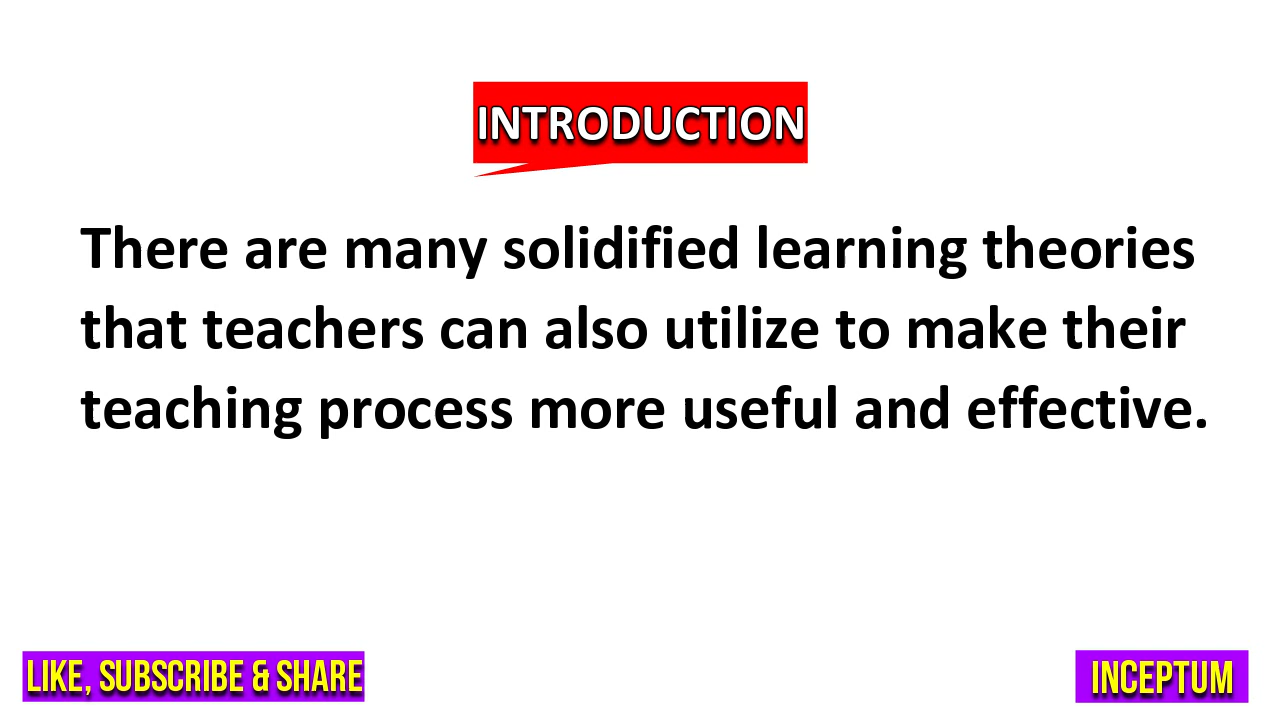 INTRODUCTION
There are many solidified learning theories
that teachers can also utilize to make their
teaching process more useful and effective.
LIKE, SUBSCRIBE & SHARE
INCEPTUM